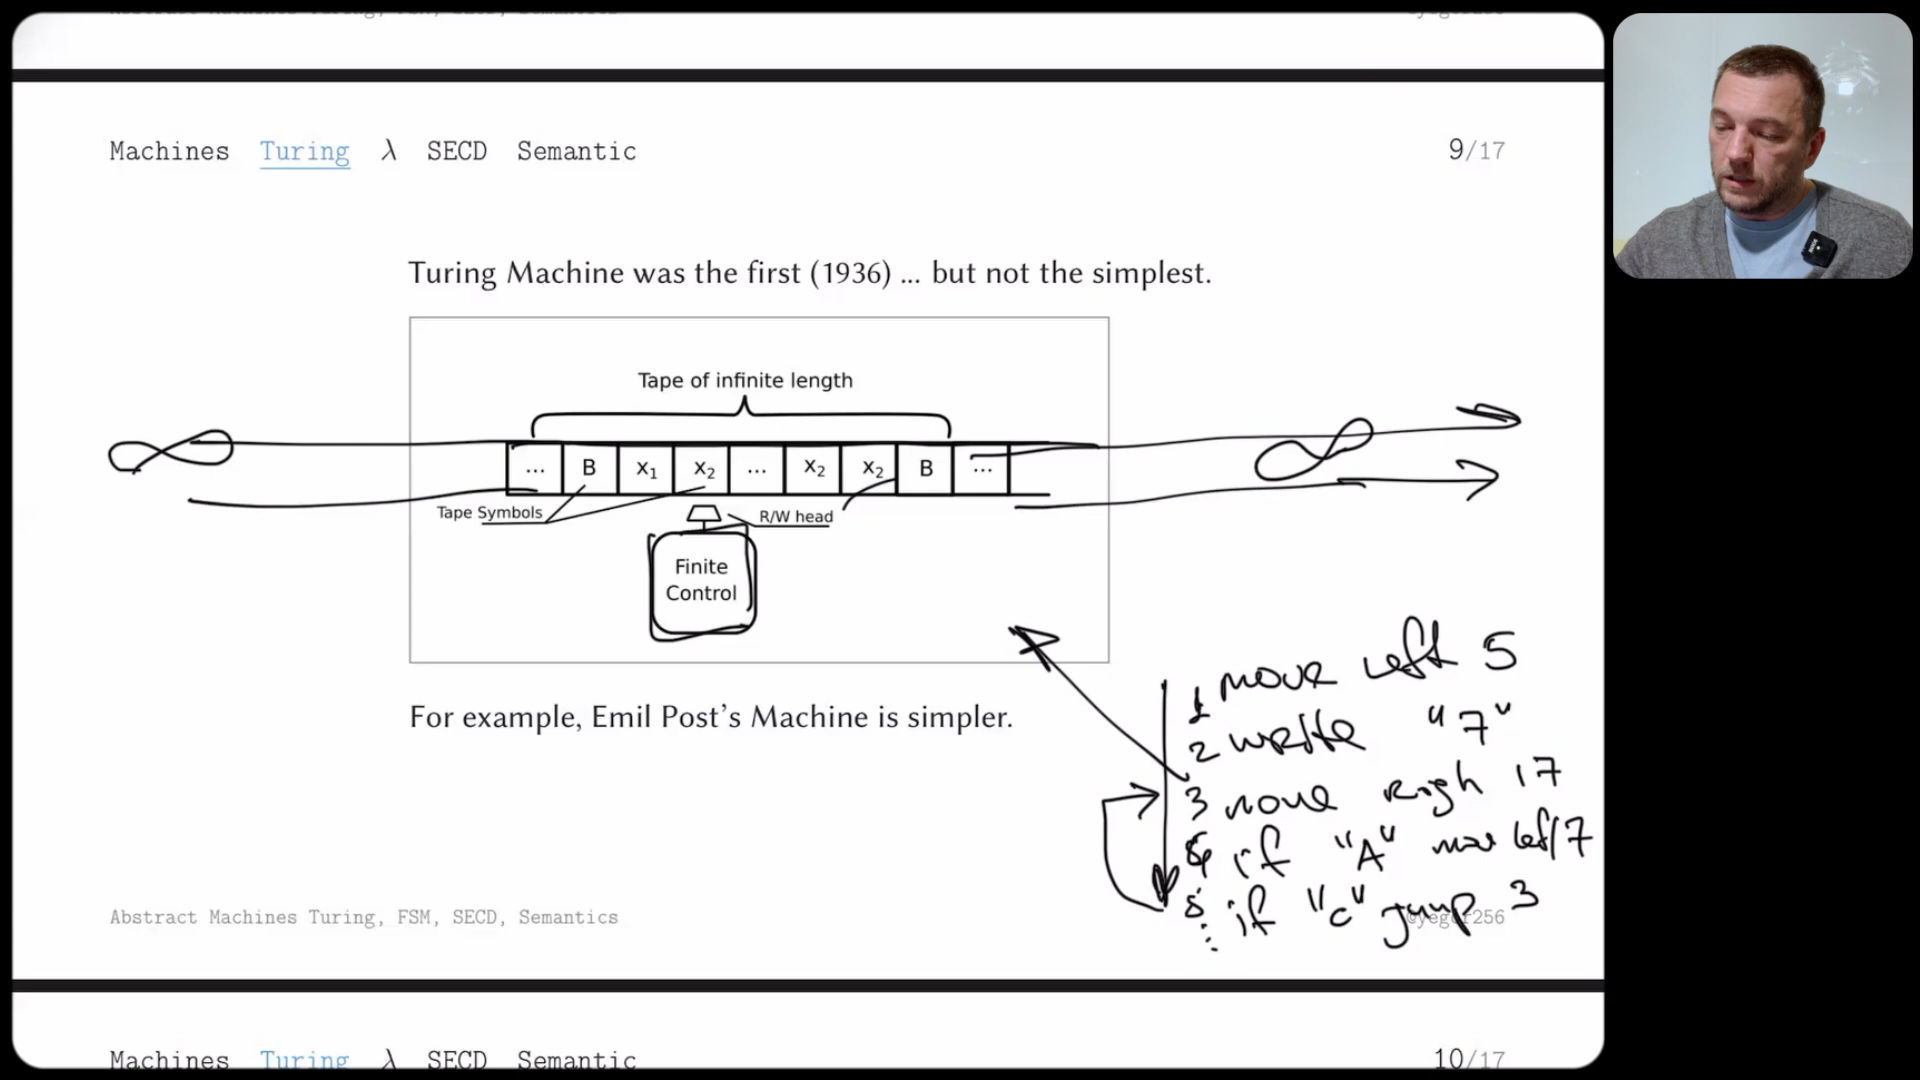 Machines Turing λ SECD Semantic 9/17
Turing Machine was the first (1936) ... but not the simplest.
Tape of infinite length
... B x₁ x₂ ... x₂ x₂ B ...
Tape Symbols R/W head
Finite
Control
1 move left 5
For example, Emil Post's Machine is simpler.
2 write "7"
3 move righ 17
4 if "A" move left 7
5 if "c" jump 3
Abstract Machines Turing, FSM, SECD, Semantics @yegor256
Machines Turing λ SECD Semantic 10/17